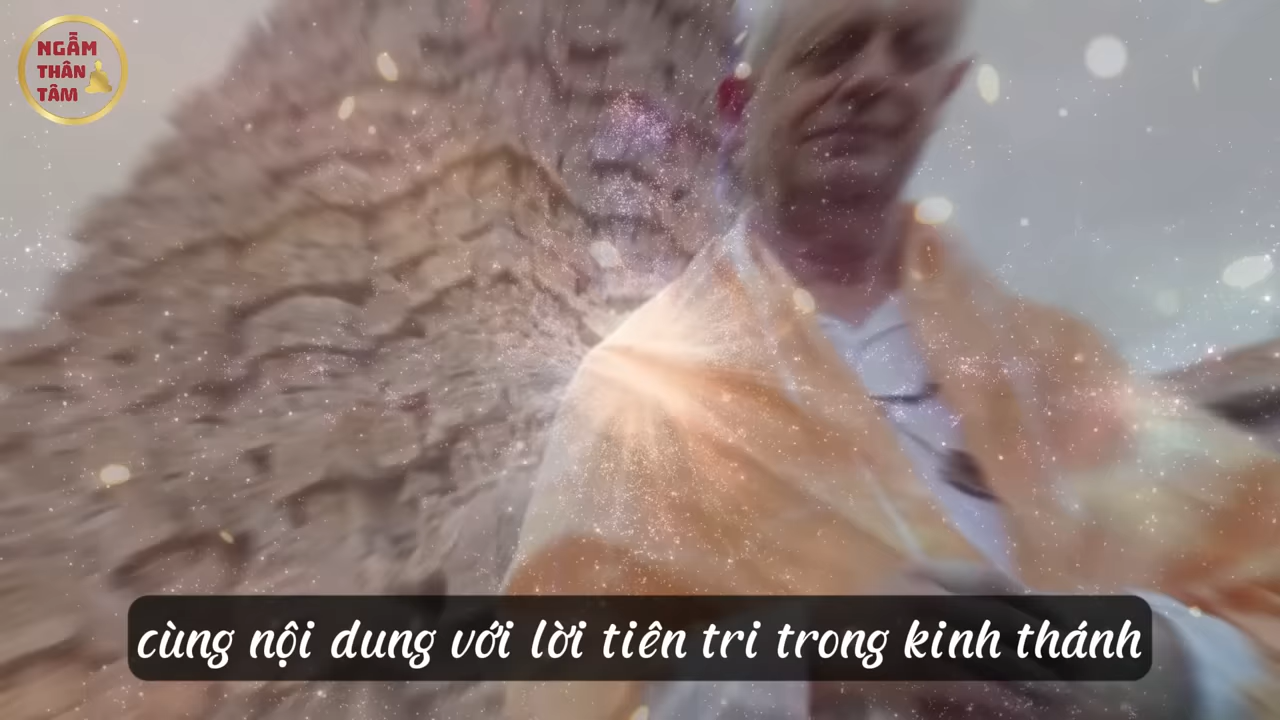 NGẪM
THÂN
TÂM
cùng nội dung với lời tiên tri trong kinh thánh